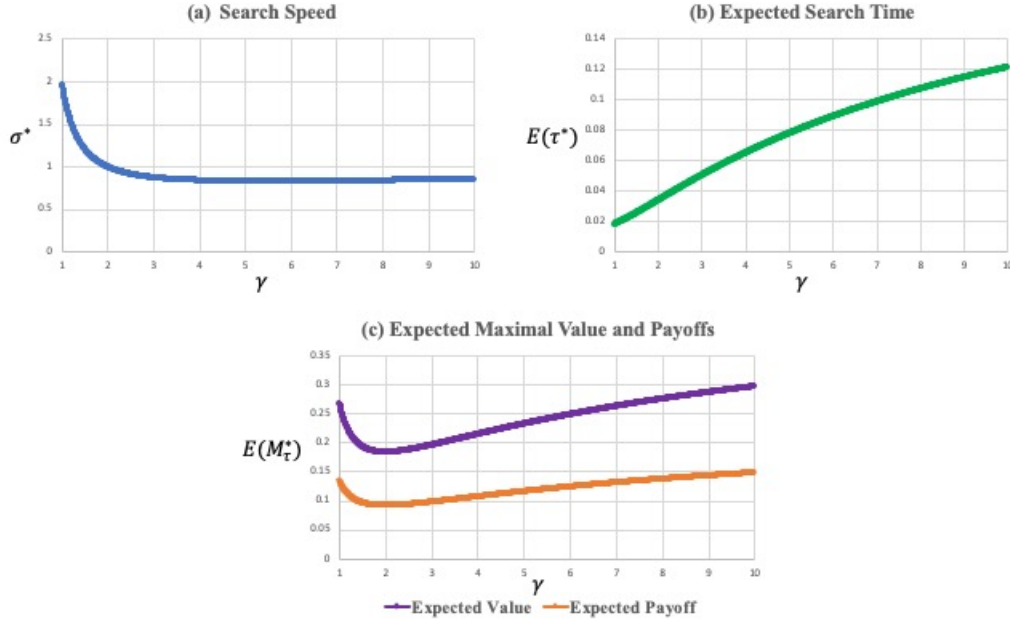 (a) Search Speed
2.5
2
1.5
1
0.5
0
σ*
1 2 3 4 5 6 7 8 9 10
γ
(b) Expected Search Time
0.14
0.12
0.1
0.08
0.06
0.04
0.02
0
E(τ*)
1 2 3 4 5 6 7 8 9 10
γ
(c) Expected Maximal Value and Payoffs
0.35
0.3
0.25
0.2
0.15
0.1
0.05
0
E(M*τ)
1 2 3 4 5 6 7 8 9 10
γ
Expected Value Expected Payoff